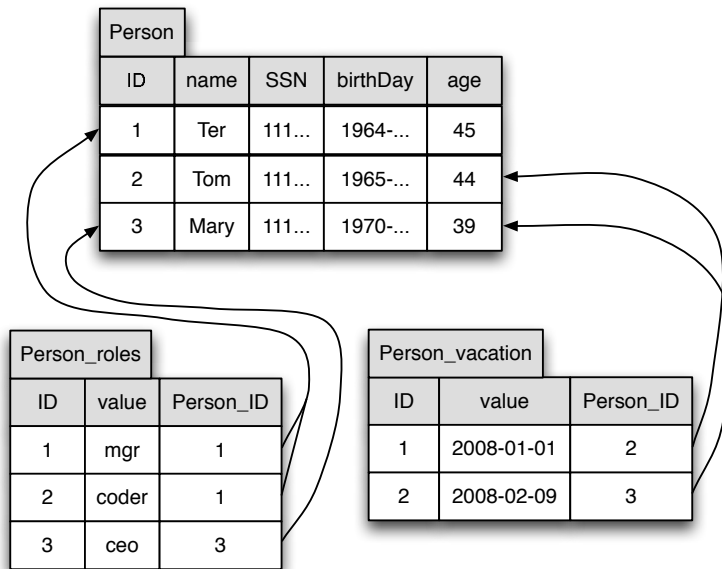 Person
ID name SSN birthDay age
1 Ter 111... 1964-... 45
2 Tom 111... 1965-... 44
3 Mary 111... 1970-... 39
Person_roles
ID value Person_ID
1 mgr 1
2 coder 1
3 ceo 3
Person_vacation
ID value Person_ID
1 2008-01-01 2
2 2008-02-09 3